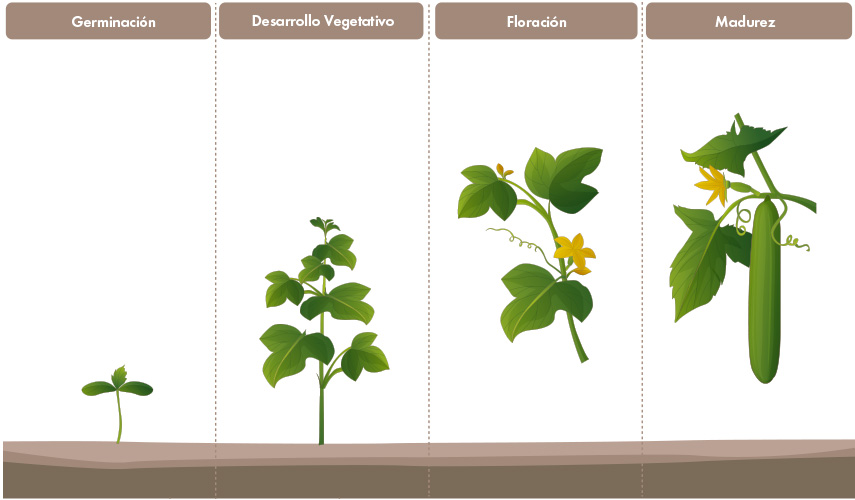 Germinación
Desarrollo Vegetativo
Floración
Madurez